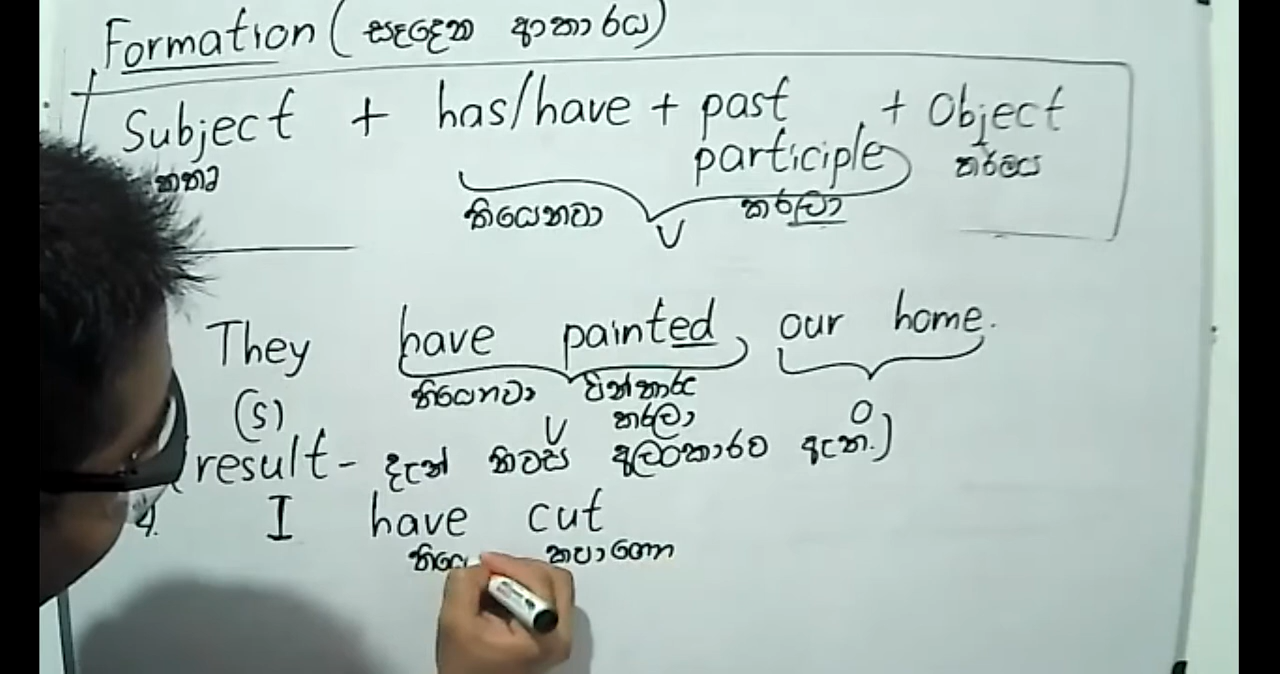 Formation (සෑදෙන ආකාරය)
Subject + has/have + past participle + Object
කතෘ තියෙනවා කරලා කර්මය
V
They have painted our home.
(S) තියෙනවා පින්තාරු කරලා
V O
(result - දැන් නිවස අලංකාරව ඇත.)
4. I have cut
කපාගෙන